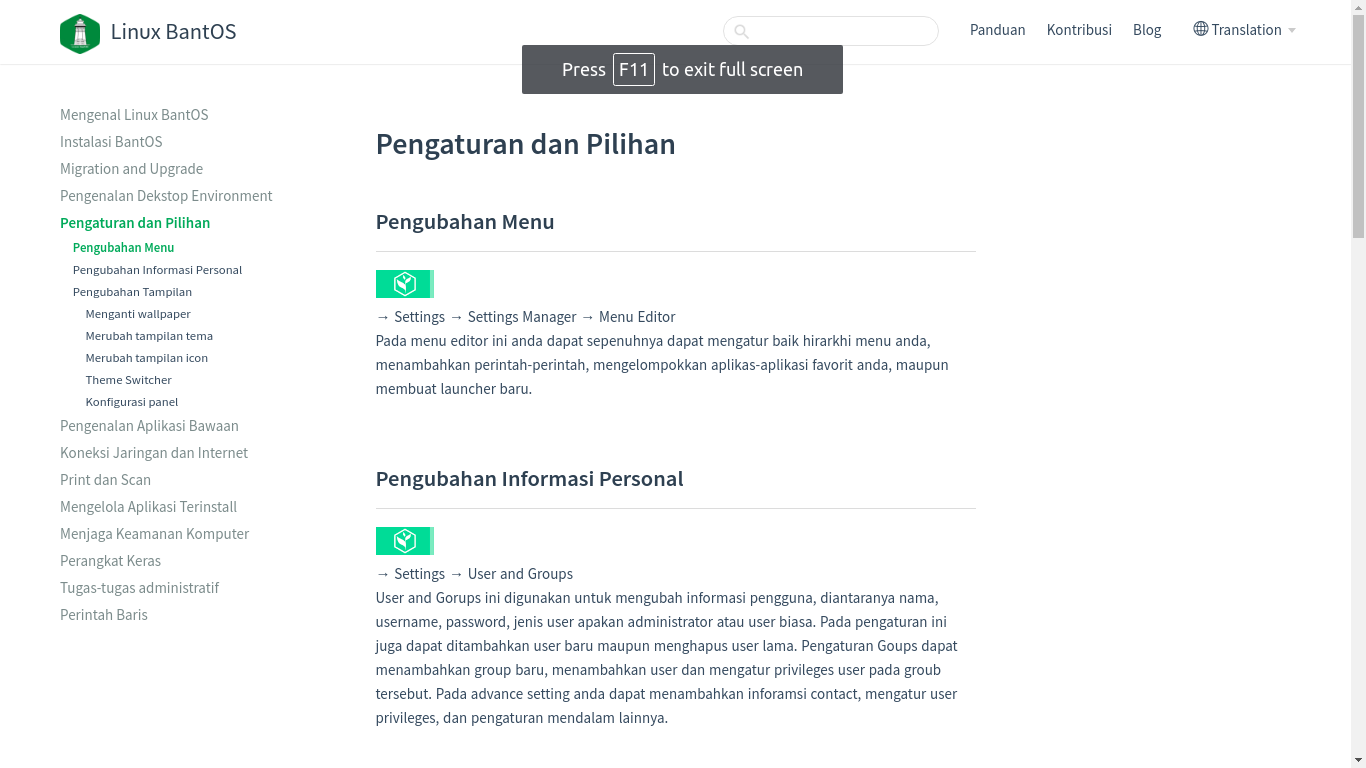 Linux BantOS
Panduan Kontribusi Blog Translation
Press F11 to exit full screen
Mengenal Linux BantOS
Instalasi BantOS
Migration and Upgrade
Pengenalan Dekstop Environment
Pengaturan dan Pilihan
Pengubahan Menu
Pengubahan Informasi Personal
Pengubahan Tampilan
Menganti wallpaper
Merubah tampilan tema
Merubah tampilan icon
Theme Switcher
Konfigurasi panel
Pengenalan Aplikasi Bawaan
Koneksi Jaringan dan Internet
Print dan Scan
Mengelola Aplikasi Terinstall
Menjaga Keamanan Komputer
Perangkat Keras
Tugas-tugas administratif
Perintah Baris
Pengaturan dan Pilihan
Pengubahan Menu
→ Settings → Settings Manager → Menu Editor
Pada menu editor ini anda dapat sepenuhnya dapat mengatur baik hirarkhi menu anda,
menambahkan perintah-perintah, mengelompokkan aplikas-aplikasi favorit anda, maupun
membuat launcher baru.
Pengubahan Informasi Personal
→ Settings → User and Groups
User and Gorups ini digunakan untuk mengubah informasi pengguna, diantaranya nama,
username, password, jenis user apakan administrator atau user biasa. Pada pengaturan ini
juga dapat ditambahkan user baru maupun menghapus user lama. Pengaturan Goups dapat
menambahkan group baru, menambahkan user dan mengatur privileges user pada groub
tersebut. Pada advance setting anda dapat menambahkan inforamsi contact, mengatur user
privileges, dan pengaturan mendalam lainnya.